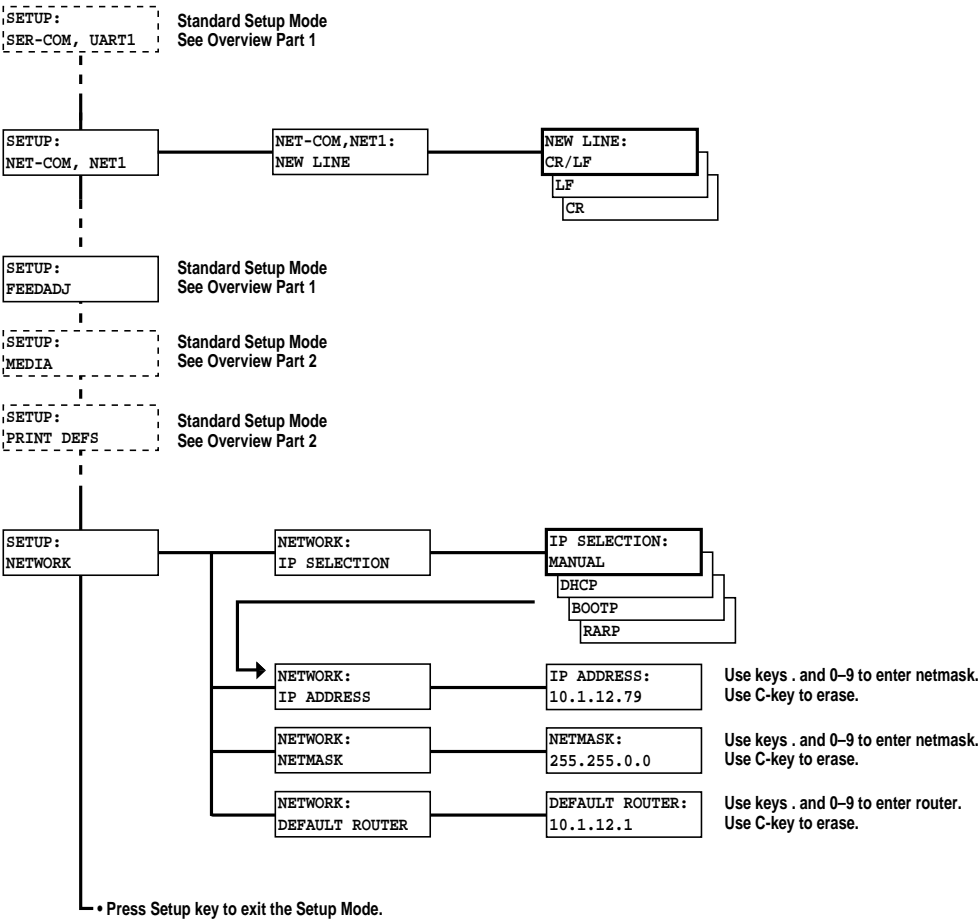 SETUP:
SER-COM, UART1
Standard Setup Mode
See Overview Part 1
SETUP:
NET-COM, NET1
NET-COM,NET1:
NEW LINE
NEW LINE:
CR/LF
LF
CR
SETUP:
FEEDADJ
Standard Setup Mode
See Overview Part 1
SETUP:
MEDIA
Standard Setup Mode
See Overview Part 2
SETUP:
PRINT DEFS
Standard Setup Mode
See Overview Part 2
SETUP:
NETWORK
NETWORK:
IP SELECTION
IP SELECTION:
MANUAL
DHCP
BOOTP
RARP
NETWORK:
IP ADDRESS
IP ADDRESS:
10.1.12.79
Use keys . and 0–9 to enter netmask.
Use C-key to erase.
NETWORK:
NETMASK
NETMASK:
255.255.0.0
Use keys . and 0–9 to enter netmask.
Use C-key to erase.
NETWORK:
DEFAULT ROUTER
DEFAULT ROUTER:
10.1.12.1
Use keys . and 0–9 to enter router.
Use C-key to erase.
• Press Setup key to exit the Setup Mode.